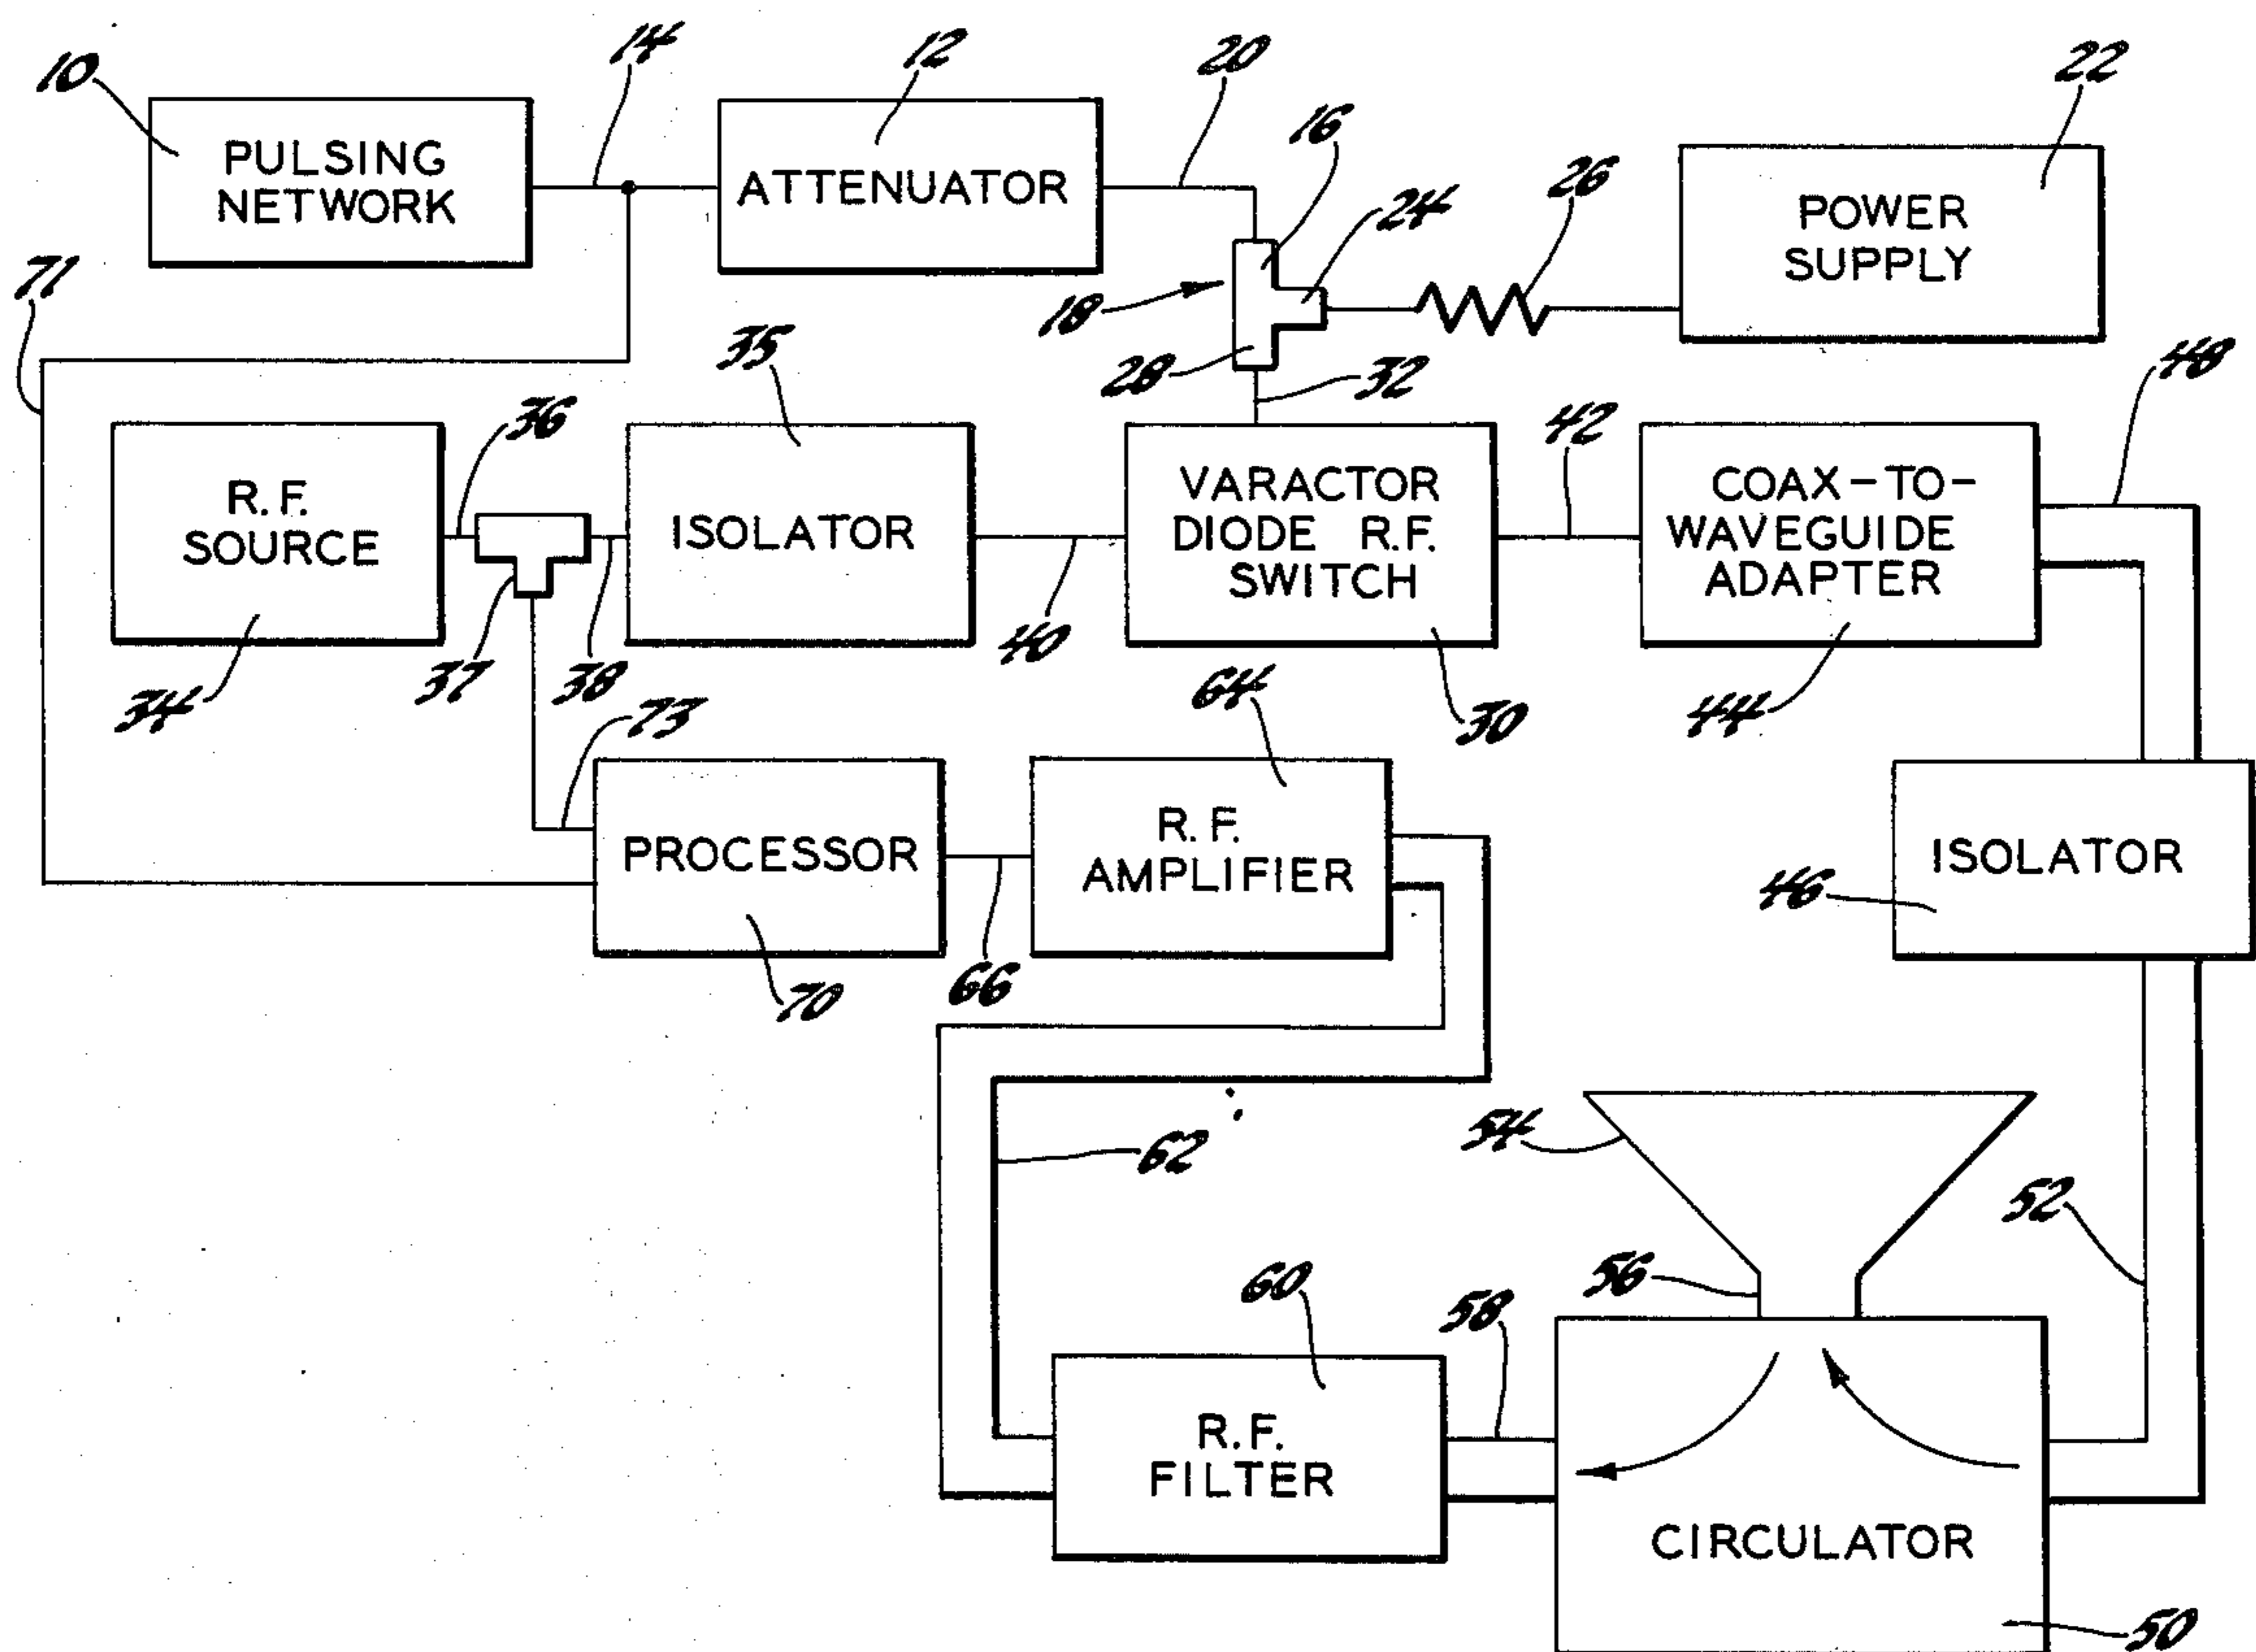 14
12
20
22
10
16
PULSING
NETWORK
ATTENUATOR
26
24
POWER
SUPPLY
71
18
35
28
32
48
36
42
R.F.
SOURCE
ISOLATOR
VARACTOR
DIODE R.F.
SWITCH
COAX-TO-
WAVEGUIDE
ADAPTER
37
38
40
34
73
64
30
44
PROCESSOR
R.F.
AMPLIFIER
ISOLATOR
46
70
66
54
62
52
60
58
56
R.F.
FILTER
CIRCULATOR
50